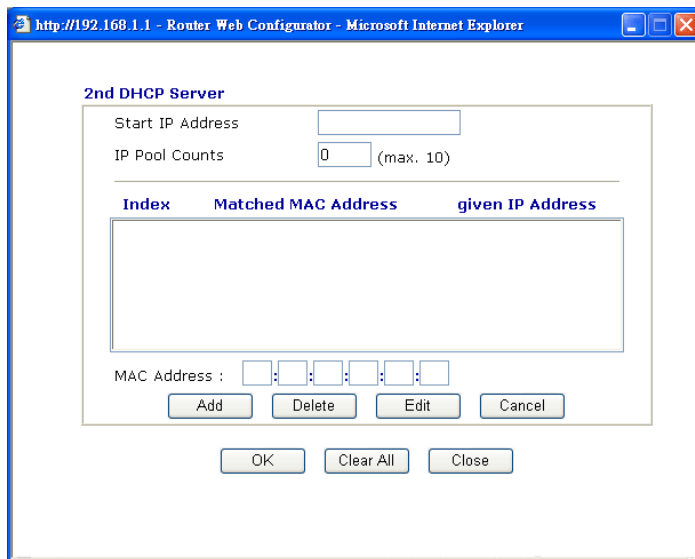 http://192.168.1.1 - Router Web Configurator - Microsoft Internet Explorer
2nd DHCP Server
Start IP Address
IP Pool Counts 0 (max. 10)
Index Matched MAC Address given IP Address
MAC Address : : : : : :
Add Delete Edit Cancel
OK Clear All Close